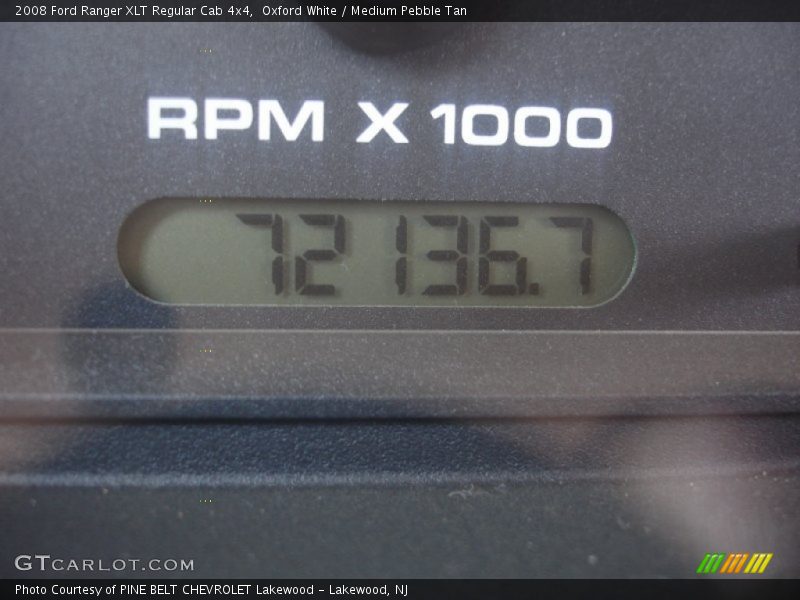 2008 Ford Ranger XLT Regular Cab 4x4, Oxford White / Medium Pebble Tan
RPM X 1000
72136.7
GTCARLOT.COM
Photo Courtesy of PINE BELT CHEVROLET Lakewood - Lakewood, NJ